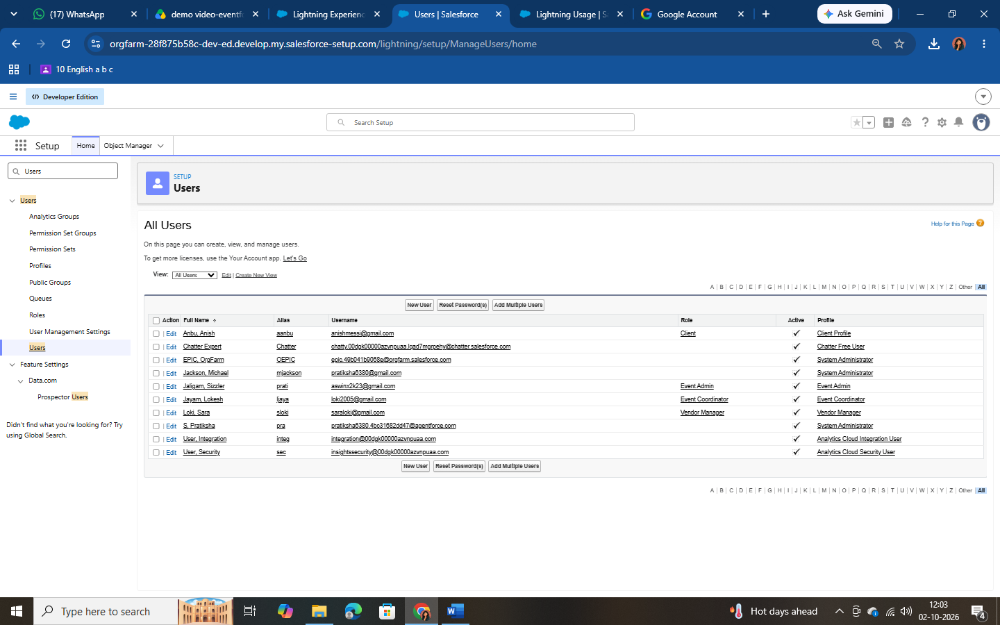 (17) WhatsApp
demo video-eventfo
Lightning Experienc
Users | Salesforce
Lightning Usage | S
Google Account
Ask Gemini
orgfarm-28f875b58c-dev-ed.develop.my.salesforce-setup.com/lightning/setup/ManageUsers/home
10 English a b c
Developer Edition
Search Setup
Setup
Home
Object Manager
Users
Users
Analytics Groups
Permission Set Groups
Permission Sets
Profiles
Public Groups
Queues
Roles
User Management Settings
Users
Feature Settings
Data.com
Prospector Users
Didn't find what you're looking for? Try
using Global Search.
SETUP
Users
All Users
Help for this Page ?
On this page you can create, view, and manage users.
To get more licenses, use the Your Account app. Let's Go
View: All Users Edit | Create New View
A | B | C | D | E | F | G | H | I | J | K | L | M | N | O | P | Q | R | S | T | U | V | W | X | Y | Z | Other All
New User Reset Password(s) Add Multiple Users
Action Full Name ↑ Alias Username Role Active Profile
| Edit Anbu, Anish aanbu anishmessi@gmail.com Client ✓ Client Profile
| Edit Chatter Expert Chatter chatty.00dgk00000azvnpuaa.lqad7mgrpehy@chatter.salesforce.com ✓ Chatter Free User
| Edit EPIC, OrgFarm OEPIC epic.49b041b9068e@orgfarm.salesforce.com ✓ System Administrator
| Edit Jackson, Michael mjackson pratiksha6380@gmail.com ✓ System Administrator
| Edit Jaligam, Sizzler prati aswinx2k23@gmail.com Event Admin ✓ Event Admin
| Edit Jayam, Lokesh ljaya loki2005@gmail.com Event Coordinator ✓ Event Coordinator
| Edit Loki, Sara sloki saraloki@gmail.com Vendor Manager ✓ Vendor Manager
| Edit S, Pratiksha pra pratiksha6380.4bc31682dd47@agentforce.com ✓ System Administrator
| Edit User, Integration integ integration@00dgk00000azvnpuaa.com ✓ Analytics Cloud Integration User
| Edit User, Security sec insightssecurity@00dgk00000azvnpuaa.com ✓ Analytics Cloud Security User
New User Reset Password(s) Add Multiple Users
A | B | C | D | E | F | G | H | I | J | K | L | M | N | O | P | Q | R | S | T | U | V | W | X | Y | Z | Other All
Type here to search
Hot days ahead
12:03
02-10-2026
4